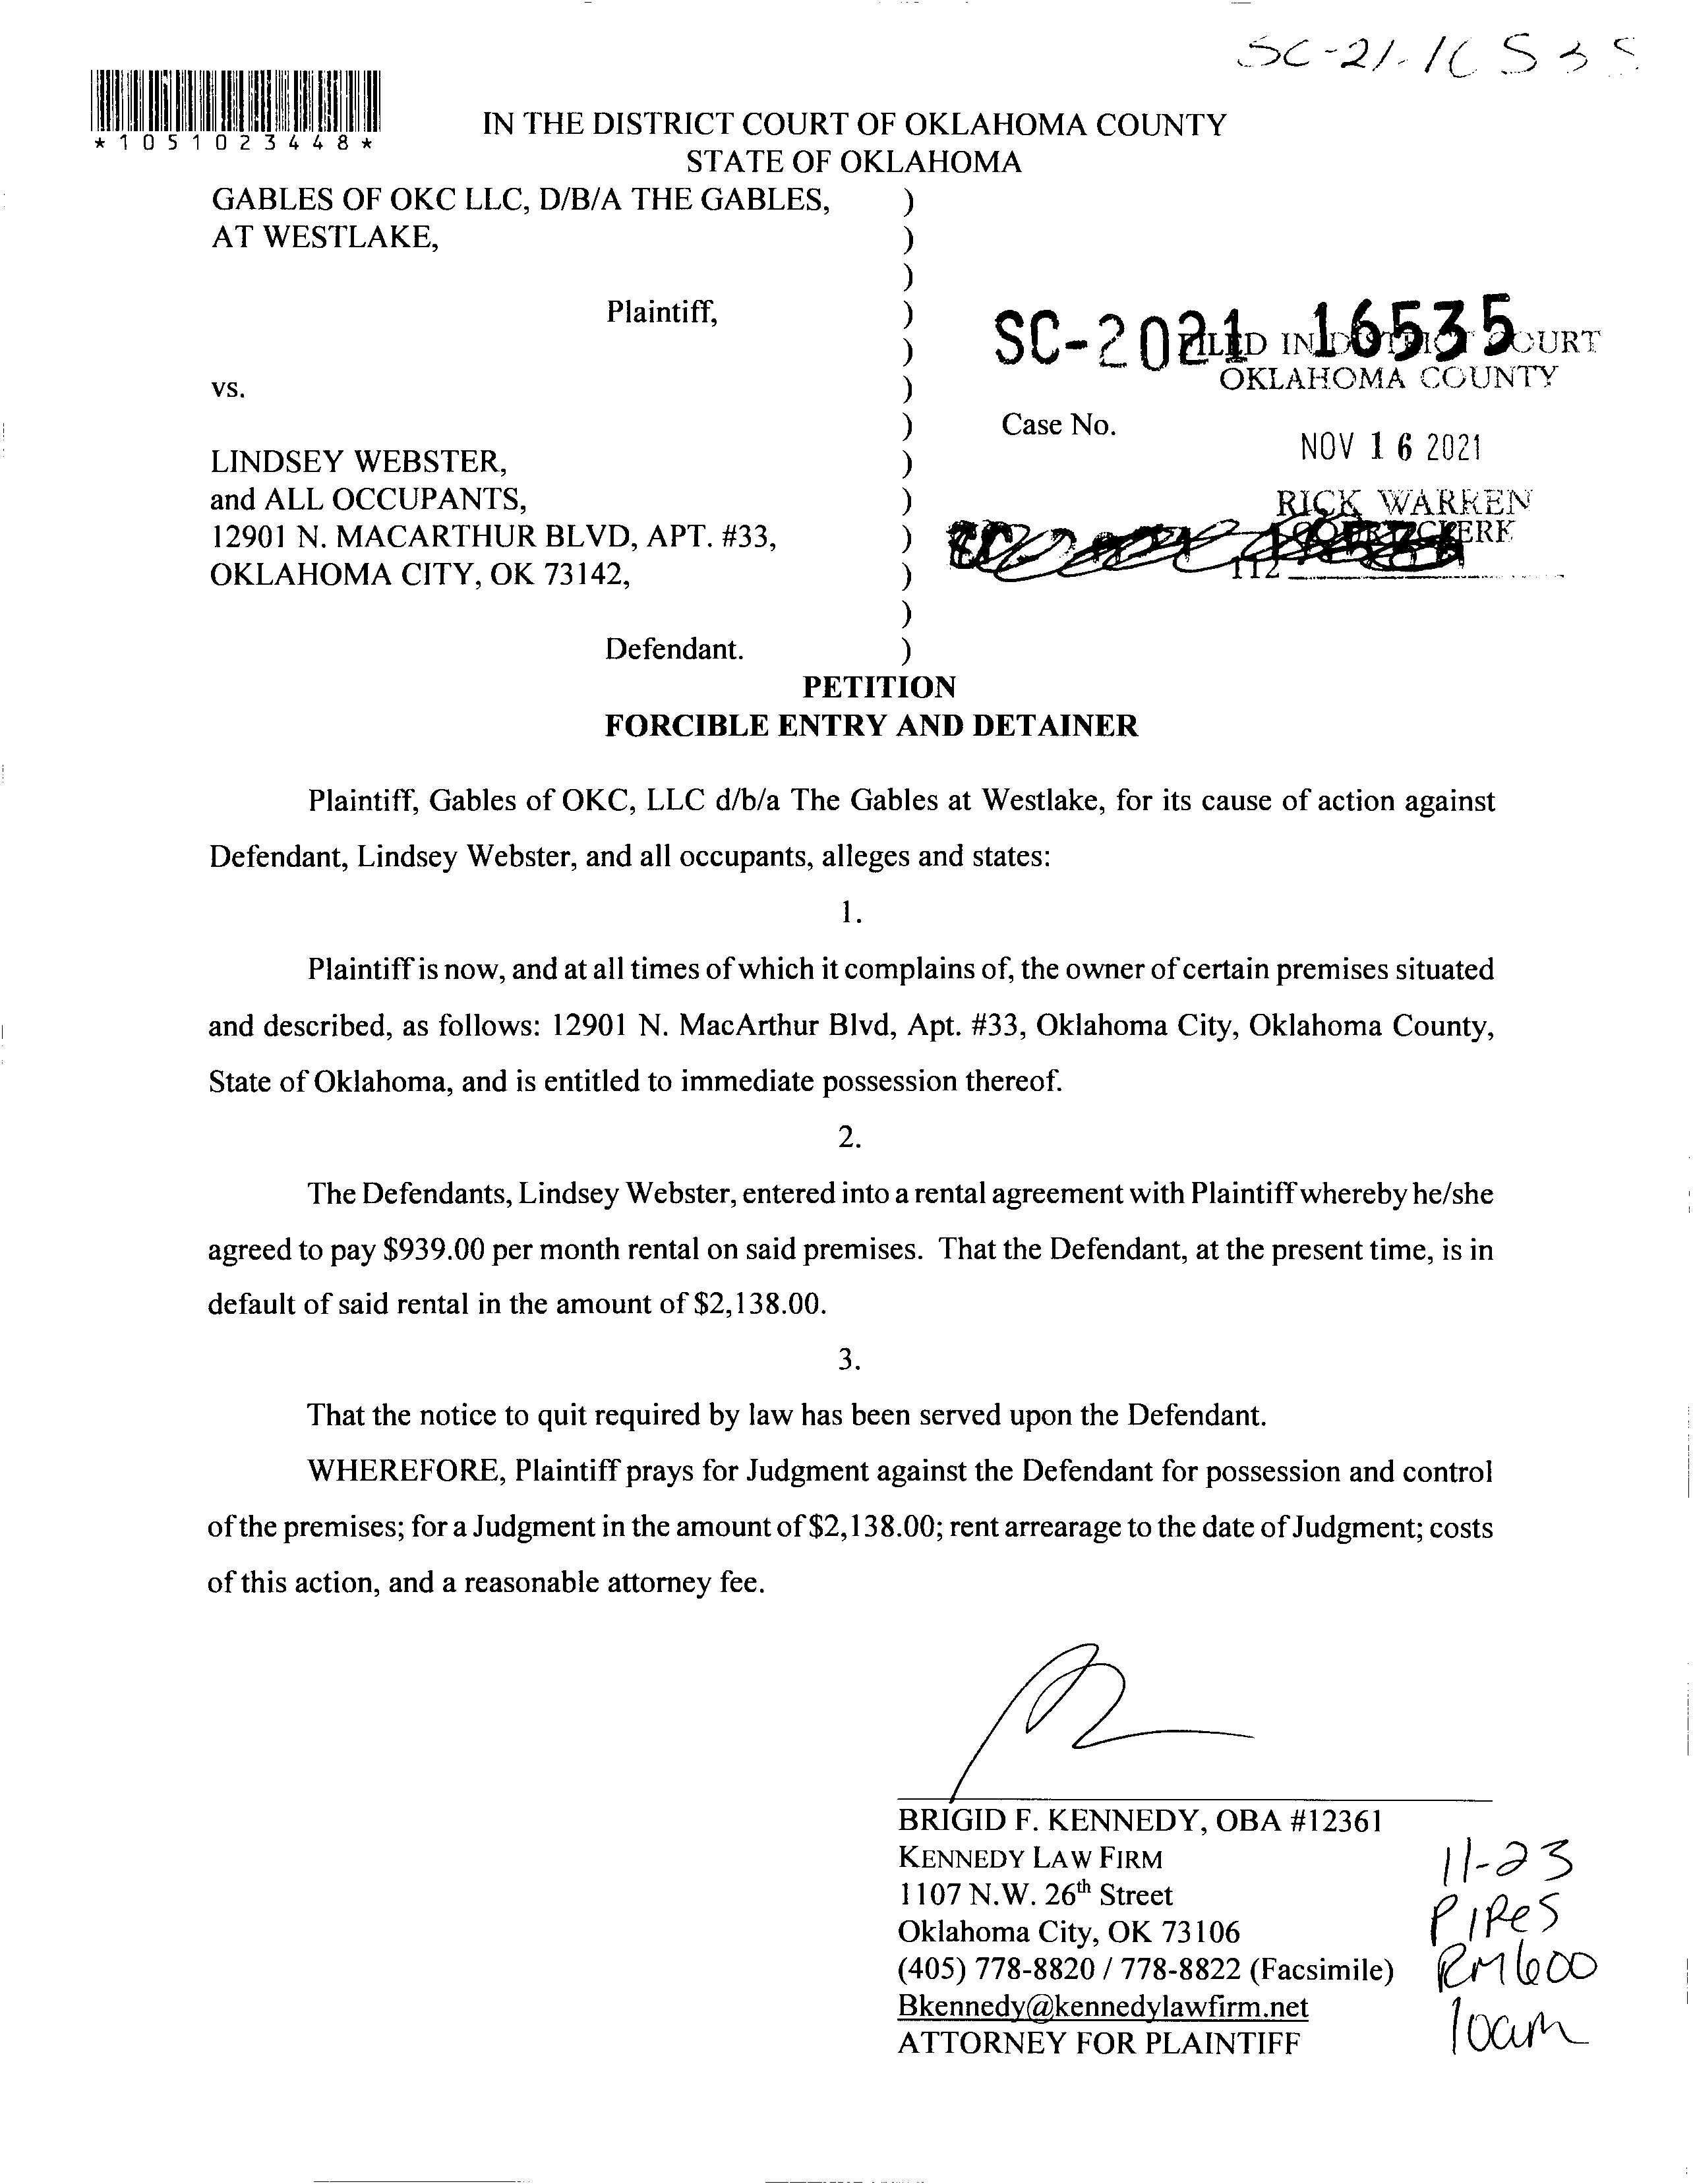 SC-21-16535
*1051023448*
IN THE DISTRICT COURT OF OKLAHOMA COUNTY
STATE OF OKLAHOMA
GABLES OF OKC LLC, D/B/A THE GABLES, )
AT WESTLAKE, )
)
Plaintiff, )
SC-2021 16535
)
FILED IN DISTRICT COURT
OKLAHOMA COUNTY
vs. )
) Case No.
NOV 16 2021
LINDSEY WEBSTER, )
and ALL OCCUPANTS, )
RICK WARREN
COURT CLERK
12901 N. MACARTHUR BLVD, APT. #33, )
OKLAHOMA CITY, OK 73142, )
112
)
Defendant. )
PETITION
FORCIBLE ENTRY AND DETAINER
Plaintiff, Gables of OKC, LLC d/b/a The Gables at Westlake, for its cause of action against
Defendant, Lindsey Webster, and all occupants, alleges and states:
1.
Plaintiff is now, and at all times of which it complains of, the owner of certain premises situated
and described, as follows: 12901 N. MacArthur Blvd, Apt. #33, Oklahoma City, Oklahoma County,
State of Oklahoma, and is entitled to immediate possession thereof.
2.
The Defendants, Lindsey Webster, entered into a rental agreement with Plaintiff whereby he/she
agreed to pay $939.00 per month rental on said premises. That the Defendant, at the present time, is in
default of said rental in the amount of $2,138.00.
3.
That the notice to quit required by law has been served upon the Defendant.
WHEREFORE, Plaintiff prays for Judgment against the Defendant for possession and control
of the premises; for a Judgment in the amount of $2,138.00; rent arrearage to the date of Judgment; costs
of this action, and a reasonable attorney fee.
BRIGID F. KENNEDY, OBA #12361
KENNEDY LAW FIRM
1107 N.W. 26th Street
Oklahoma City, OK 73106
(405) 778-8820 / 778-8822 (Facsimile)
Bkennedy@kennedylawfirm.net
ATTORNEY FOR PLAINTIFF
11-23
PIPES
RM600
10am